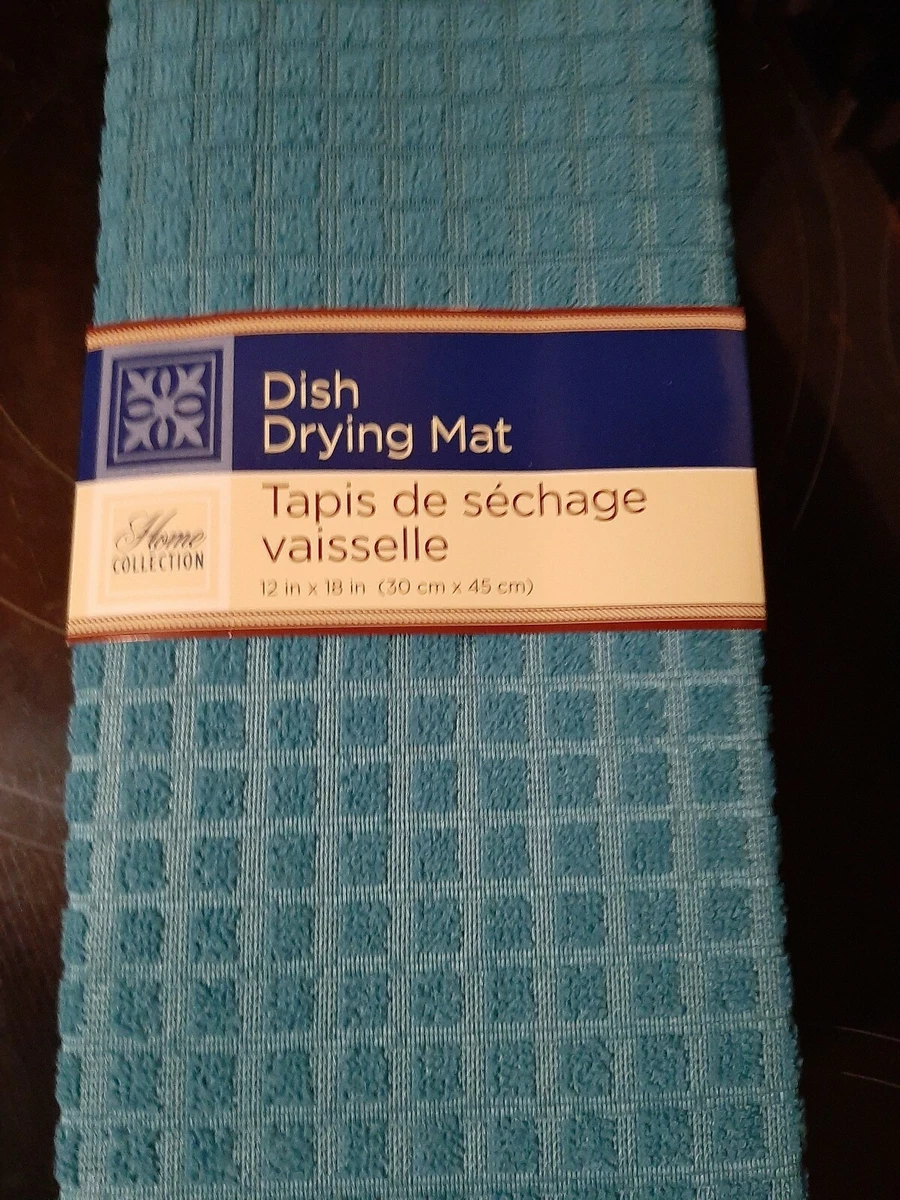 Dish
Drying Mat
Tapis de séchage
vaisselle
12 in x 18 in (30 cm x 45 cm)
Home
COLLECTION